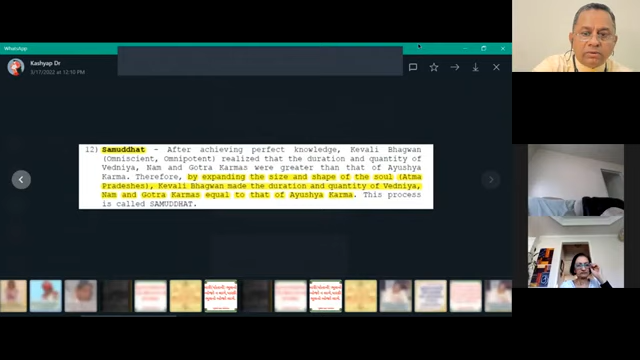 WhatsApp
Kashyap Dr
3/17/2022 at 12:10 PM
12) Samuddhat - After achieving perfect knowledge, Kevali Bhagwan
(Omniscient, Omnipotent) realized that the duration and quantity of
Vedniya, Nam and Gotra Karmas were greater than that of Ayushya
Karma. Therefore, by expanding the size and shape of the soul (Atma
Pradeshes), Kevali Bhagwan made the duration and quantity of Vedniya,
Nam and Gotra Karmas equal to that of Ayushya Karma. This process
is called SAMUDDHAT.